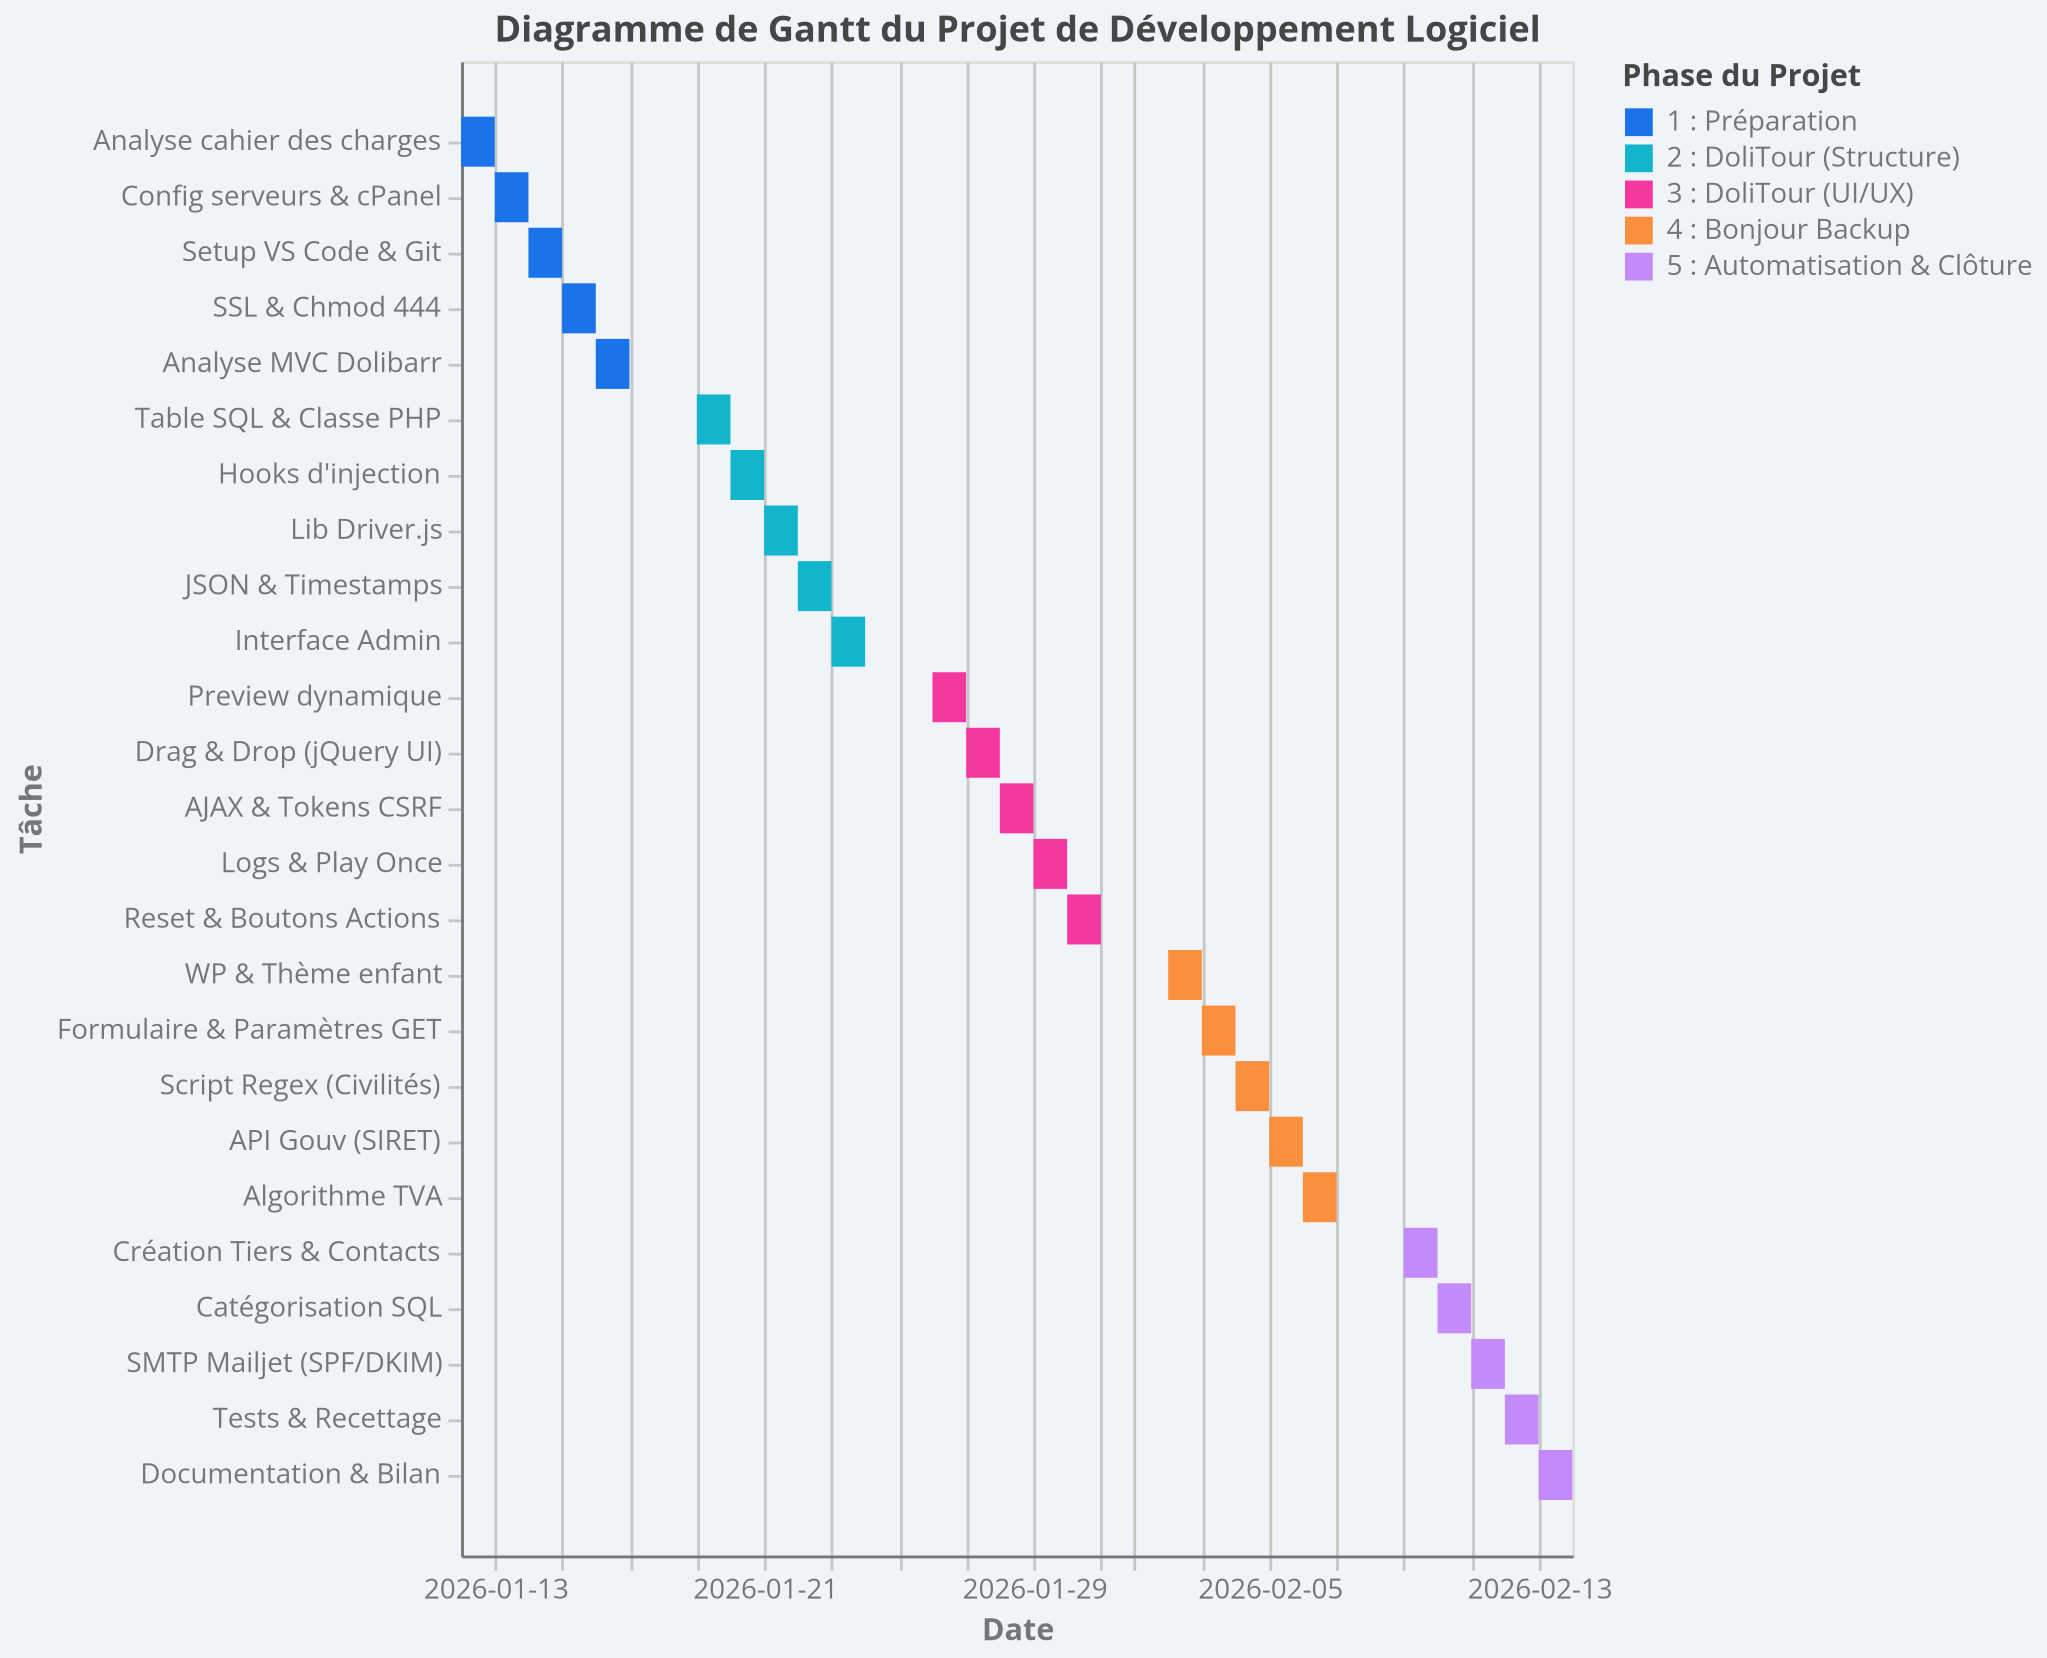 Diagramme de Gantt du Projet de Développement Logiciel
Phase du Projet
1 : Préparation
2 : DoliTour (Structure)
3 : DoliTour (UI/UX)
4 : Bonjour Backup
5 : Automatisation & Clôture
Tâche
Analyse cahier des charges
Config serveurs & cPanel
Setup VS Code & Git
SSL & Chmod 444
Analyse MVC Dolibarr
Table SQL & Classe PHP
Hooks d'injection
Lib Driver.js
JSON & Timestamps
Interface Admin
Preview dynamique
Drag & Drop (jQuery UI)
AJAX & Tokens CSRF
Logs & Play Once
Reset & Boutons Actions
WP & Thème enfant
Formulaire & Paramètres GET
Script Regex (Civilités)
API Gouv (SIRET)
Algorithme TVA
Création Tiers & Contacts
Catégorisation SQL
SMTP Mailjet (SPF/DKIM)
Tests & Recettage
Documentation & Bilan
2026-01-13 2026-01-21 2026-01-29 2026-02-05 2026-02-13
Date